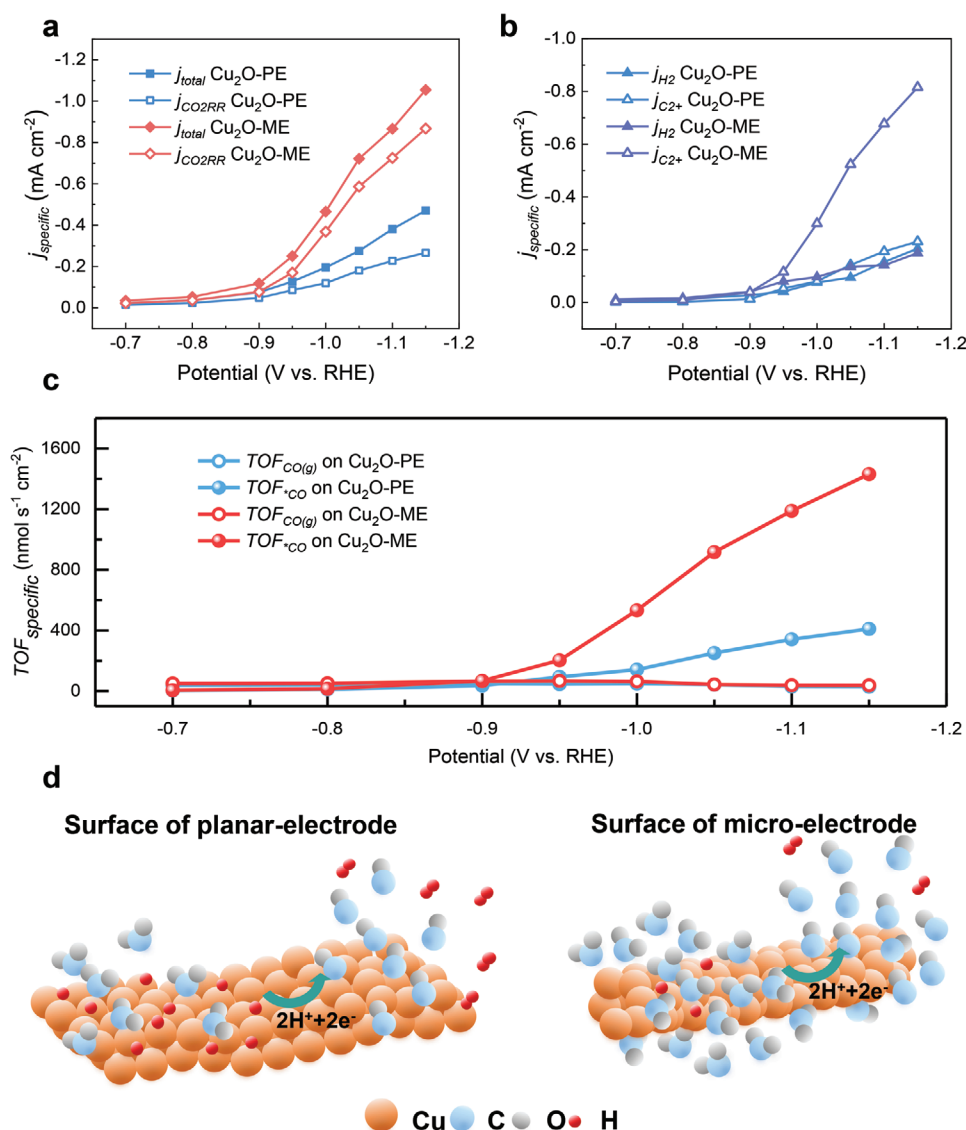 a
-1.2
-1.0
-0.8
-0.6
-0.4
-0.2
0.0
j_specific (mA cm⁻²)
j_total Cu₂O-PE
j_CO2RR Cu₂O-PE
j_total Cu₂O-ME
j_CO2RR Cu₂O-ME
-0.7 -0.8 -0.9 -1.0 -1.1 -1.2
Potential (V vs. RHE)
b
-1.0
-0.8
-0.6
-0.4
-0.2
0.0
j_specific (mA cm⁻²)
j_H2 Cu₂O-PE
j_C2+ Cu₂O-PE
j_H2 Cu₂O-ME
j_C2+ Cu₂O-ME
-0.7 -0.8 -0.9 -1.0 -1.1 -1.2
Potential (V vs. RHE)
c
1600
1200
800
400
0
TOF_specific (nmol s⁻¹ cm⁻²)
TOF_CO(g) on Cu₂O-PE
TOF_*CO on Cu₂O-PE
TOF_CO(g) on Cu₂O-ME
TOF_*CO on Cu₂O-ME
-0.7 -0.8 -0.9 -1.0 -1.1 -1.2
Potential (V vs. RHE)
d
Surface of planar-electrode
2H⁺+2e⁻
Surface of micro-electrode
2H⁺+2e⁻
Cu C O H